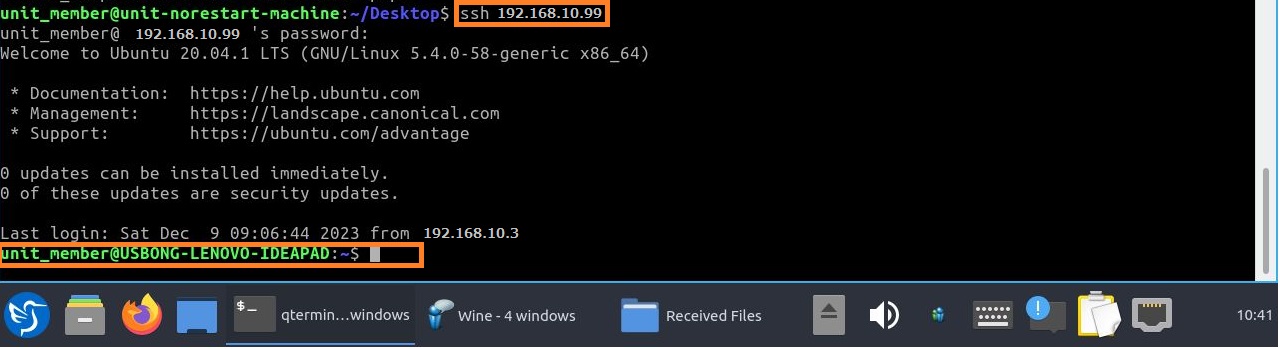 unit_member@unit-norestart-machine:~/Desktop$ ssh 192.168.10.99
unit_member@ 192.168.10.99 's password:
Welcome to Ubuntu 20.04.1 LTS (GNU/Linux 5.4.0-58-generic x86_64)
* Documentation:  https://help.ubuntu.com
* Management:     https://landscape.canonical.com
* Support:        https://ubuntu.com/advantage
0 updates can be installed immediately.
0 of these updates are security updates.
Last login: Sat Dec  9 09:06:44 2023 from 192.168.10.3
unit_member@USBONG-LENOVO-IDEAPAD:~$
$_ qtermin...windows Wine - 4 windows Received Files 10:41